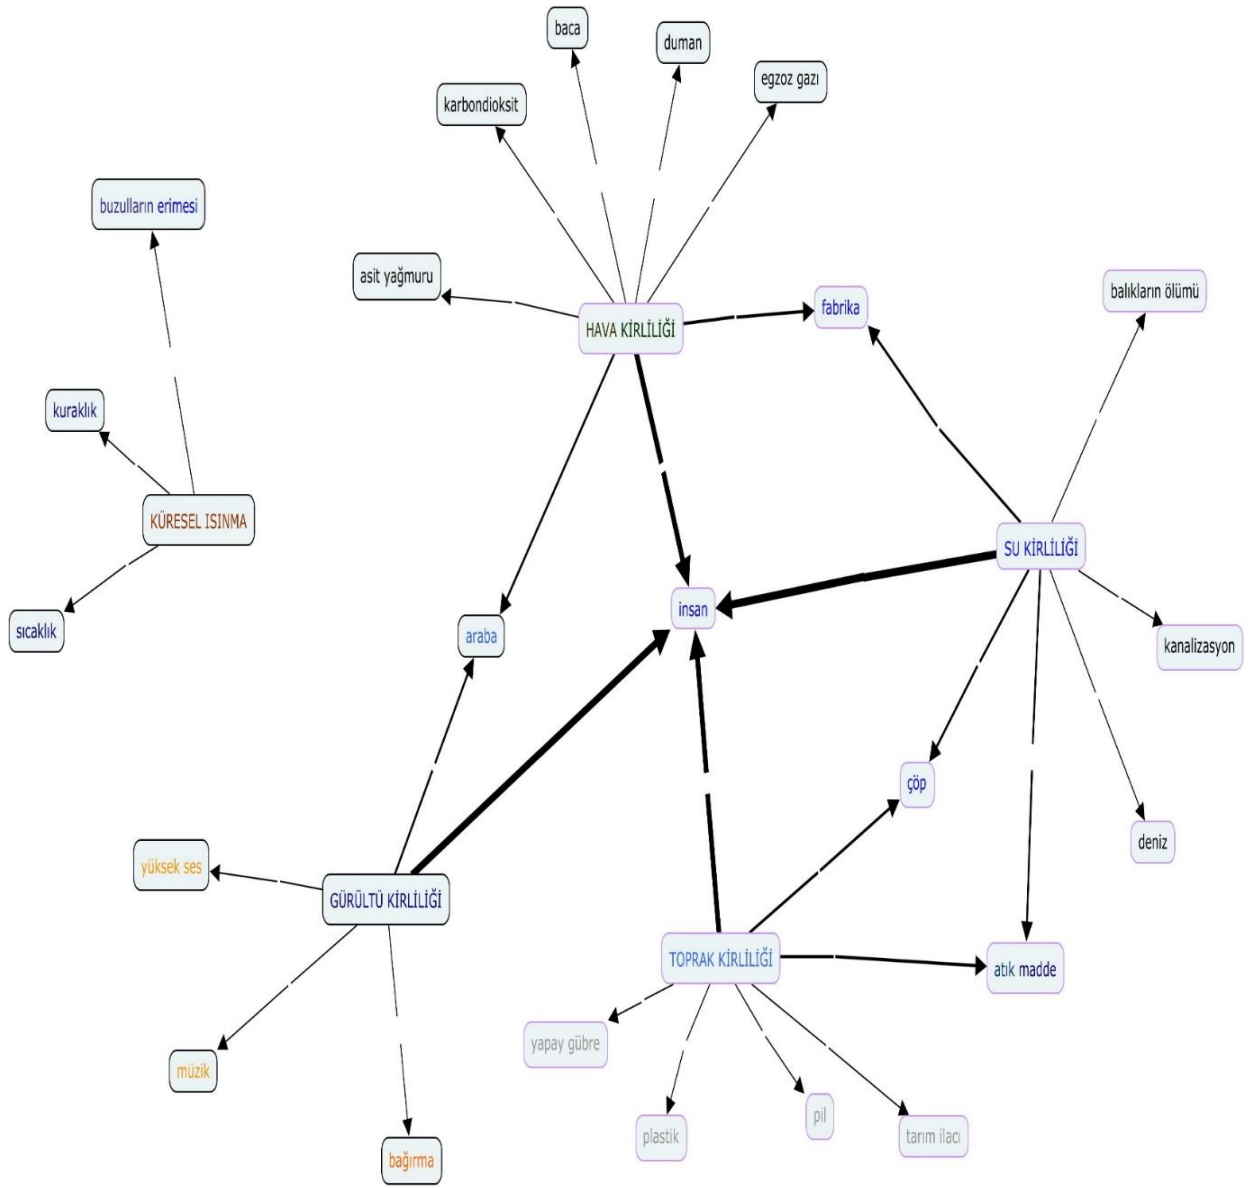 baca
duman
egzoz gazı
karbondioksit
buzulların erimesi
asit yağmuru
balıkların ölümü
fabrika
HAVA KİRLİLİĞİ
kuraklık
KÜRESEL ISINMA
SU KİRLİLİĞİ
insan
sıcaklık
araba
kanalizasyon
çöp
deniz
yüksek ses
GÜRÜLTÜ KİRLİLİĞİ
TOPRAK KİRLİLİĞİ
atık madde
yapay gübre
müzik
pil
plastik
tarım ilacı
bağırma